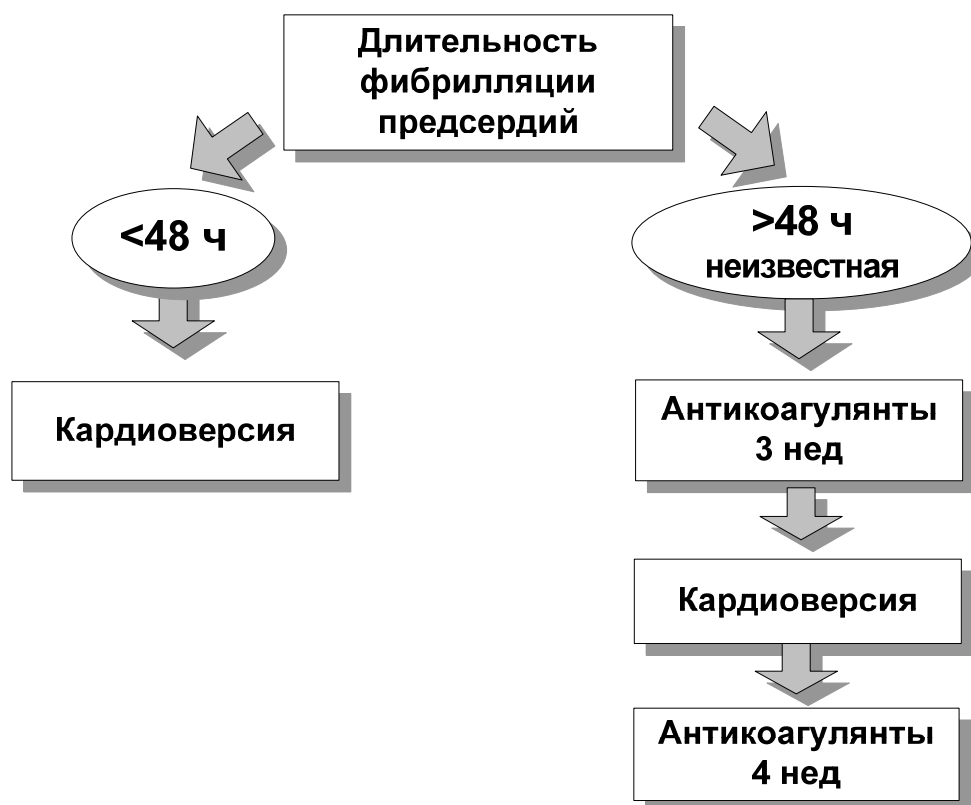 Длительность
фибрилляции
предсердий
<48 ч
>48 ч
неизвестная
Кардиоверсия
Антикоагулянты
3 нед
Кардиоверсия
Антикоагулянты
4 нед